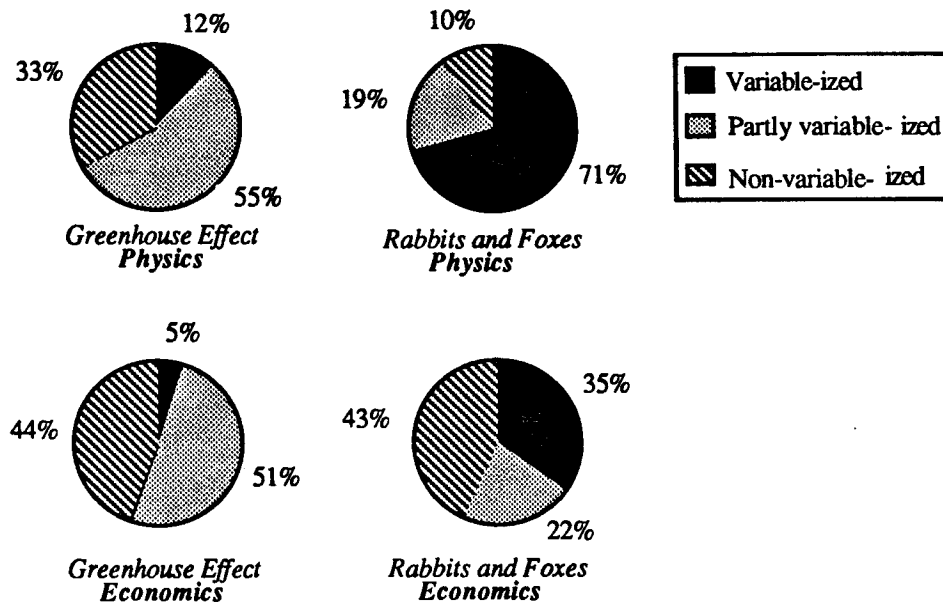 12%
33%
55%
Greenhouse Effect
Physics
10%
19%
71%
Rabbits and Foxes
Physics
Variable-ized
Partly variable- ized
Non-variable- ized
5%
44%
51%
Greenhouse Effect
Economics
35%
43%
22%
Rabbits and Foxes
Economics